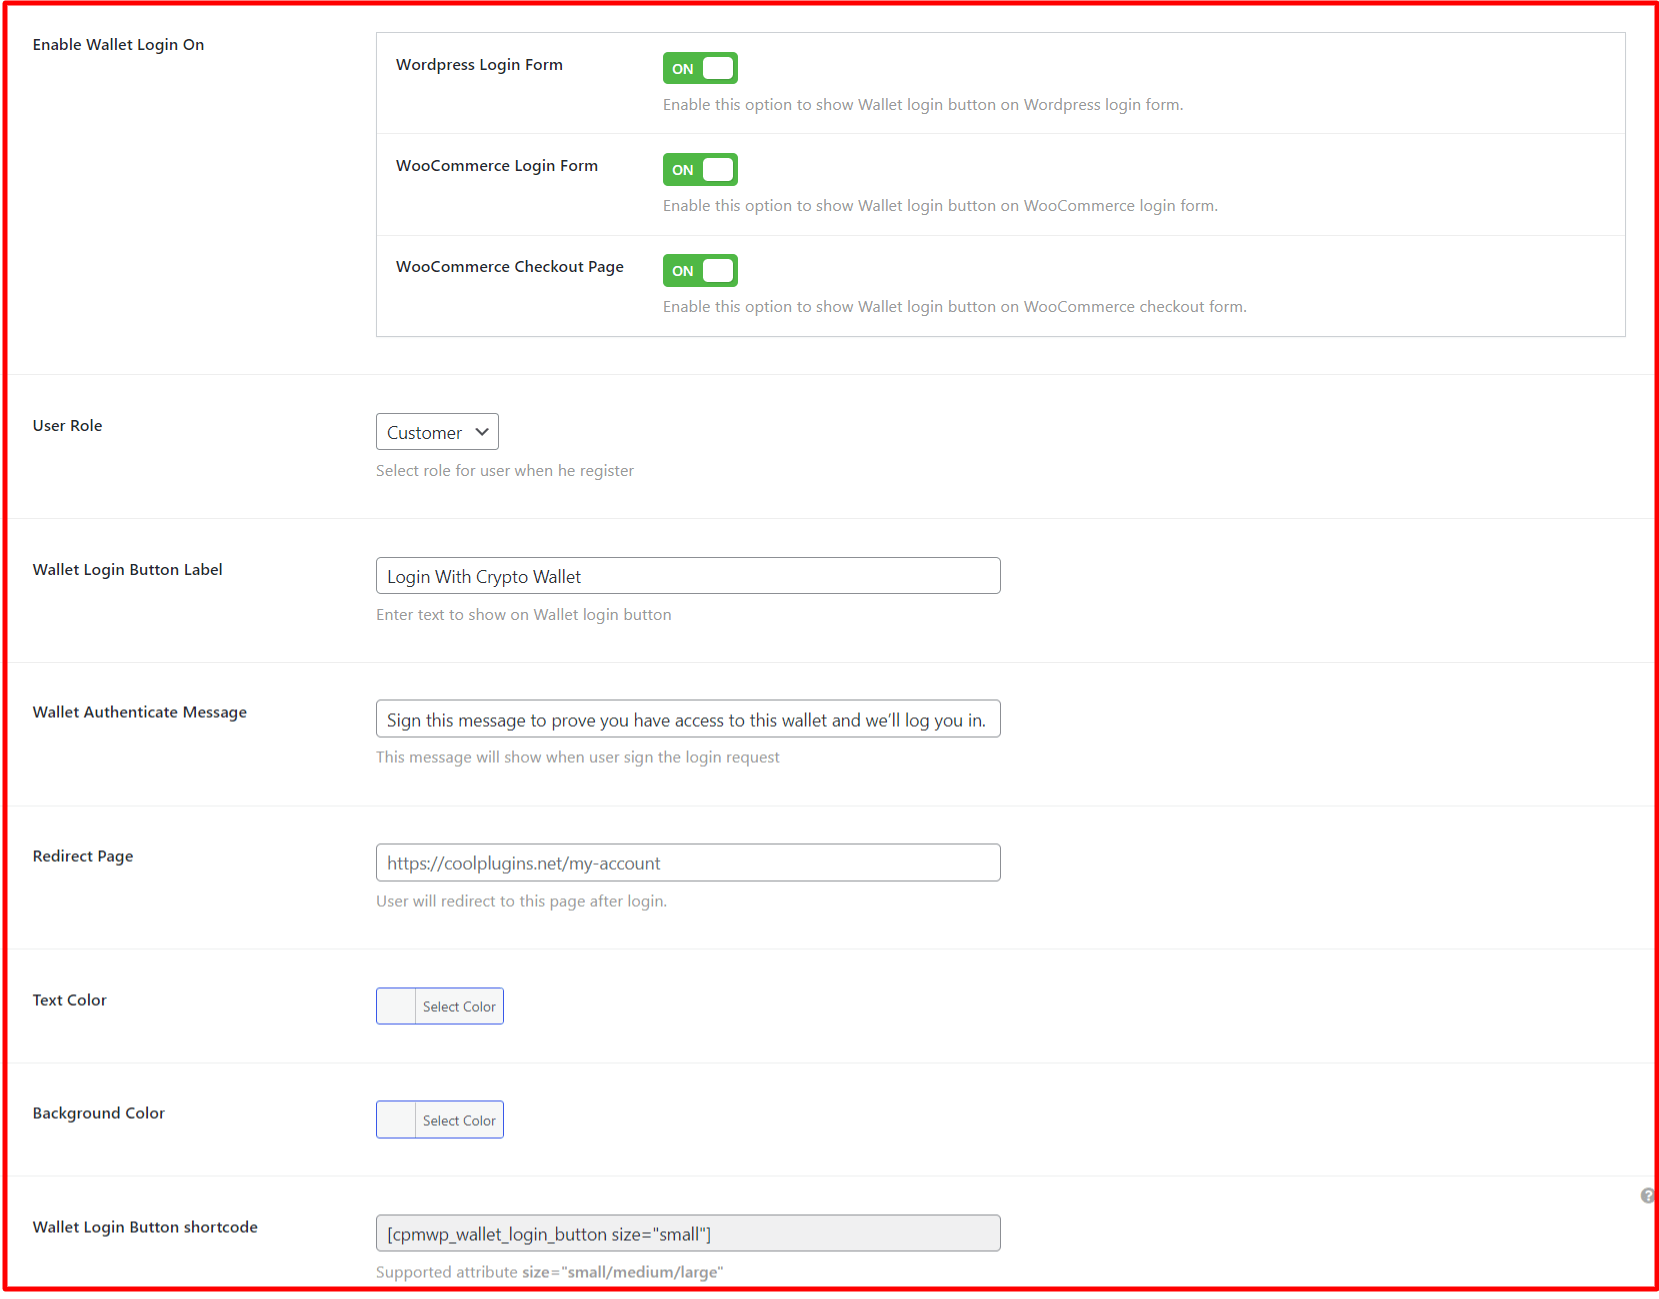 Enable Wallet Login On
Wordpress Login Form
ON
Enable this option to show Wallet login button on Wordpress login form.
WooCommerce Login Form
ON
Enable this option to show Wallet login button on WooCommerce login form.
WooCommerce Checkout Page
ON
Enable this option to show Wallet login button on WooCommerce checkout form.
User Role
Customer
Select role for user when he register
Wallet Login Button Label
Login With Crypto Wallet
Enter text to show on Wallet login button
Wallet Authenticate Message
Sign this message to prove you have access to this wallet and we'll log you in.
This message will show when user sign the login request
Redirect Page
https://coolplugins.net/my-account
User will redirect to this page after login.
Text Color
Select Color
Background Color
Select Color
?
Wallet Login Button shortcode
[cpmwp_wallet_login_button size="small"]
Supported attribute size="small/medium/large"